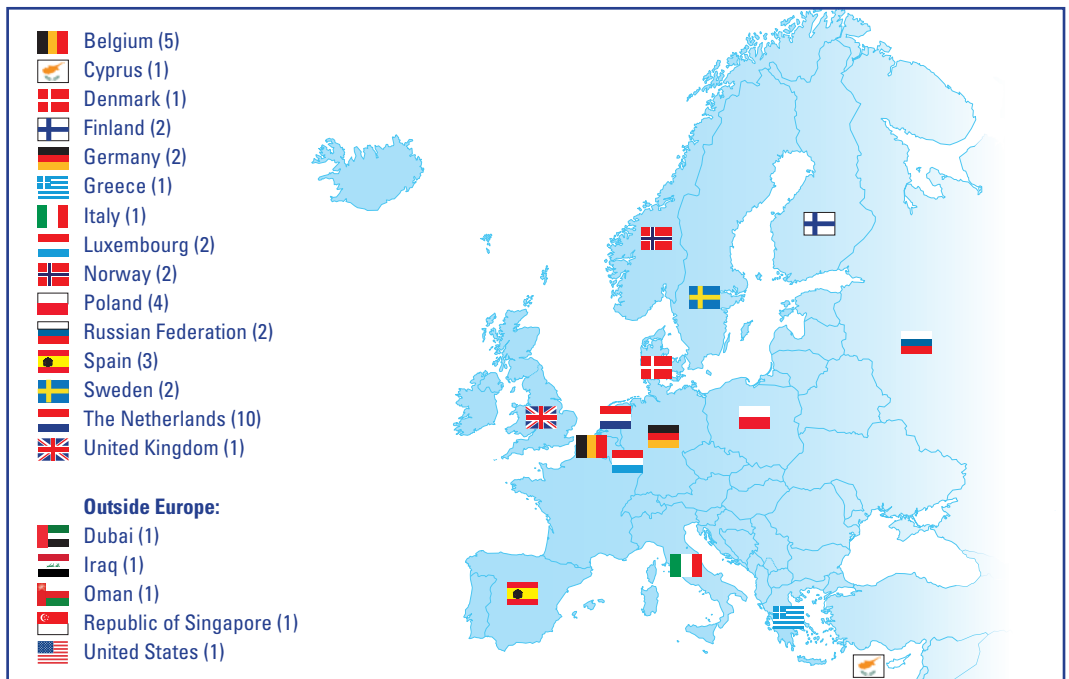 Belgium (5)
Cyprus (1)
Denmark (1)
Finland (2)
Germany (2)
Greece (1)
Italy (1)
Luxembourg (2)
Norway (2)
Poland (4)
Russian Federation (2)
Spain (3)
Sweden (2)
The Netherlands (10)
United Kingdom (1)
Outside Europe:
Dubai (1)
Iraq (1)
Oman (1)
Republic of Singapore (1)
United States (1)